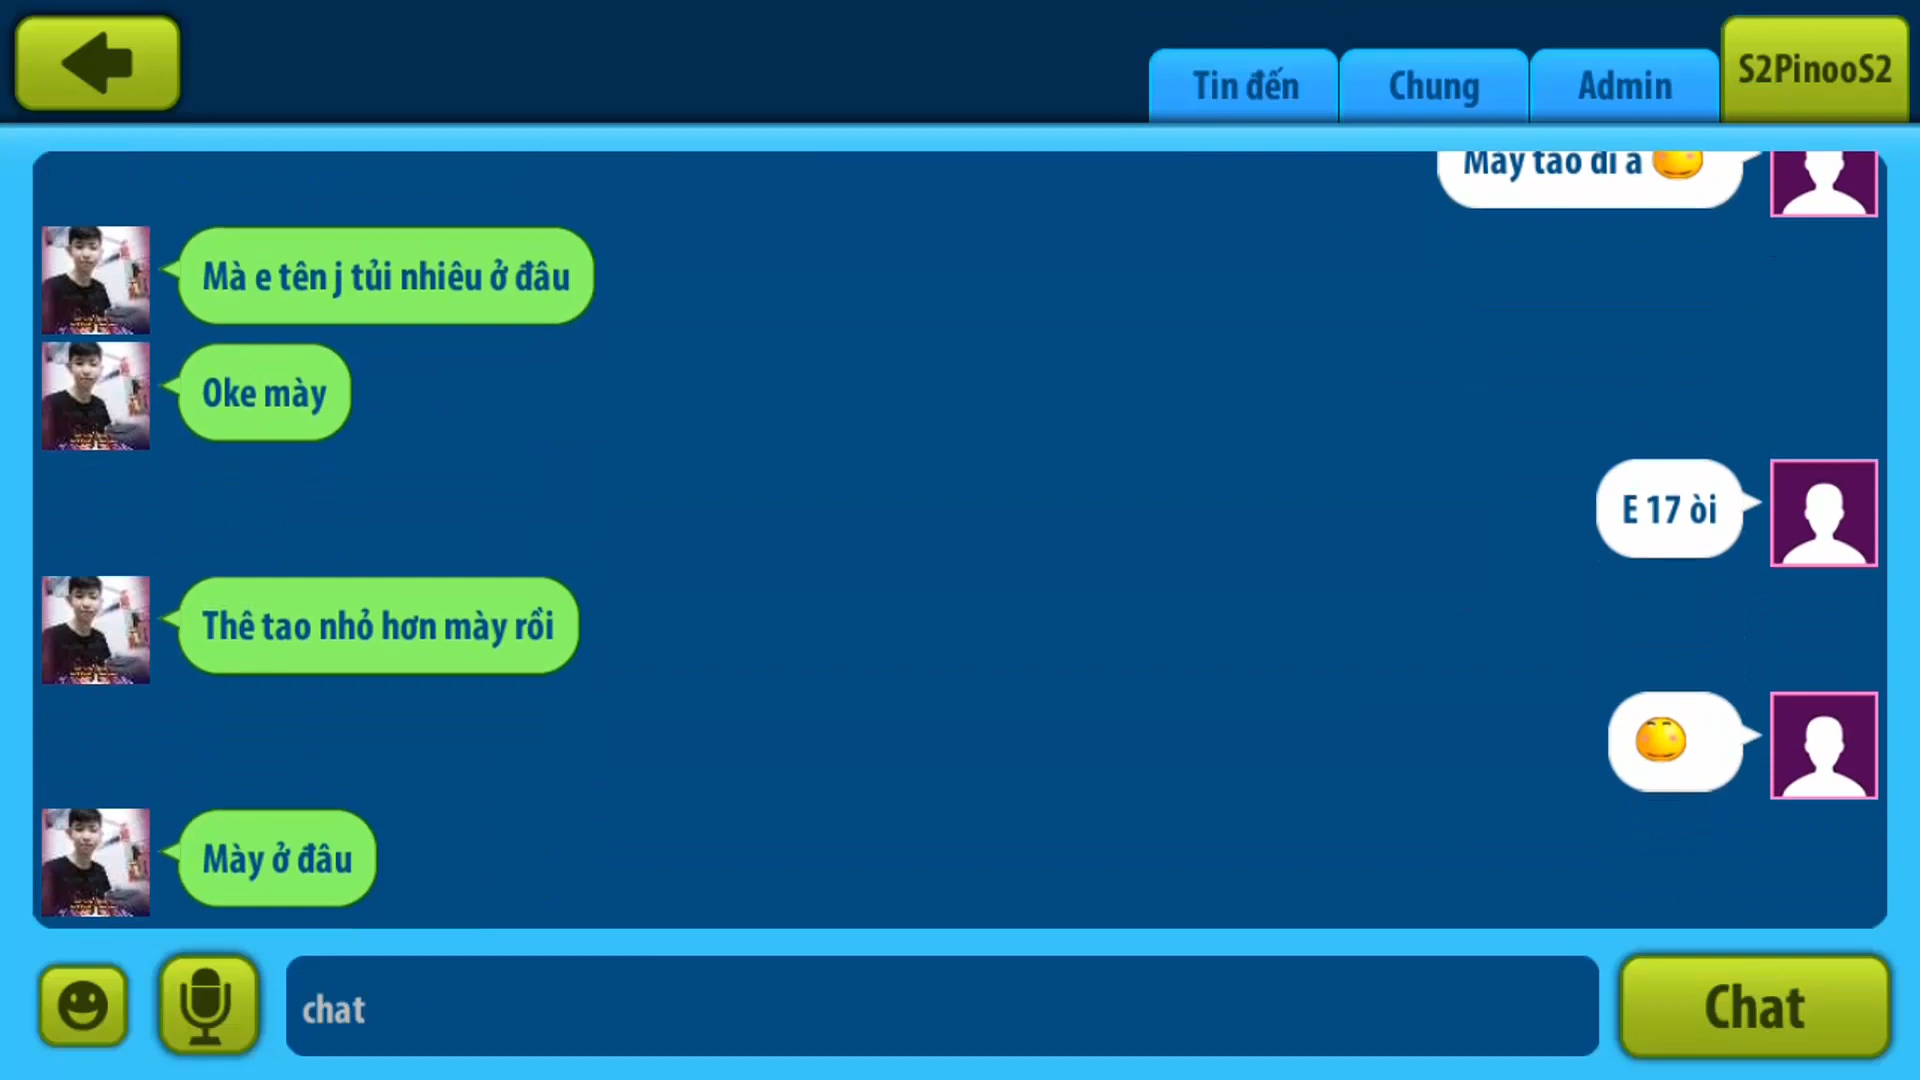 Tin đến
Chung
Admin
S2PinooS2
Mày tao đi à
Mà e tên j tủi nhiêu ở đâu
Oke mày
E 17 òi
Thê tao nhỏ hơn mày rồi
Mày ở đâu
chat
Chat